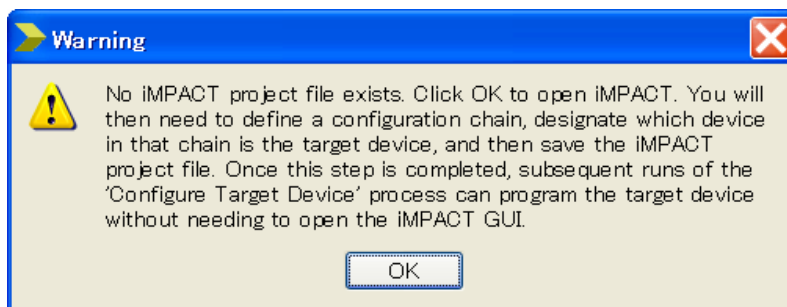 Warning
No iMPACT project file exists. Click OK to open iMPACT. You will
then need to define a configuration chain, designate which device
in that chain is the target device, and then save the iMPACT
project file. Once this step is completed, subsequent runs of the
'Configure Target Device' process can program the target device
without needing to open the iMPACT GUI.
OK